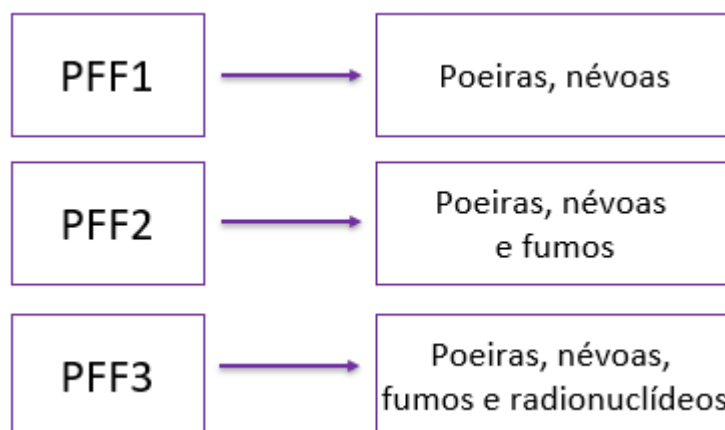 PFF1
Poeiras, névoas
PFF2
Poeiras, névoas
e fumos
PFF3
Poeiras, névoas,
fumos e radionuclídeos